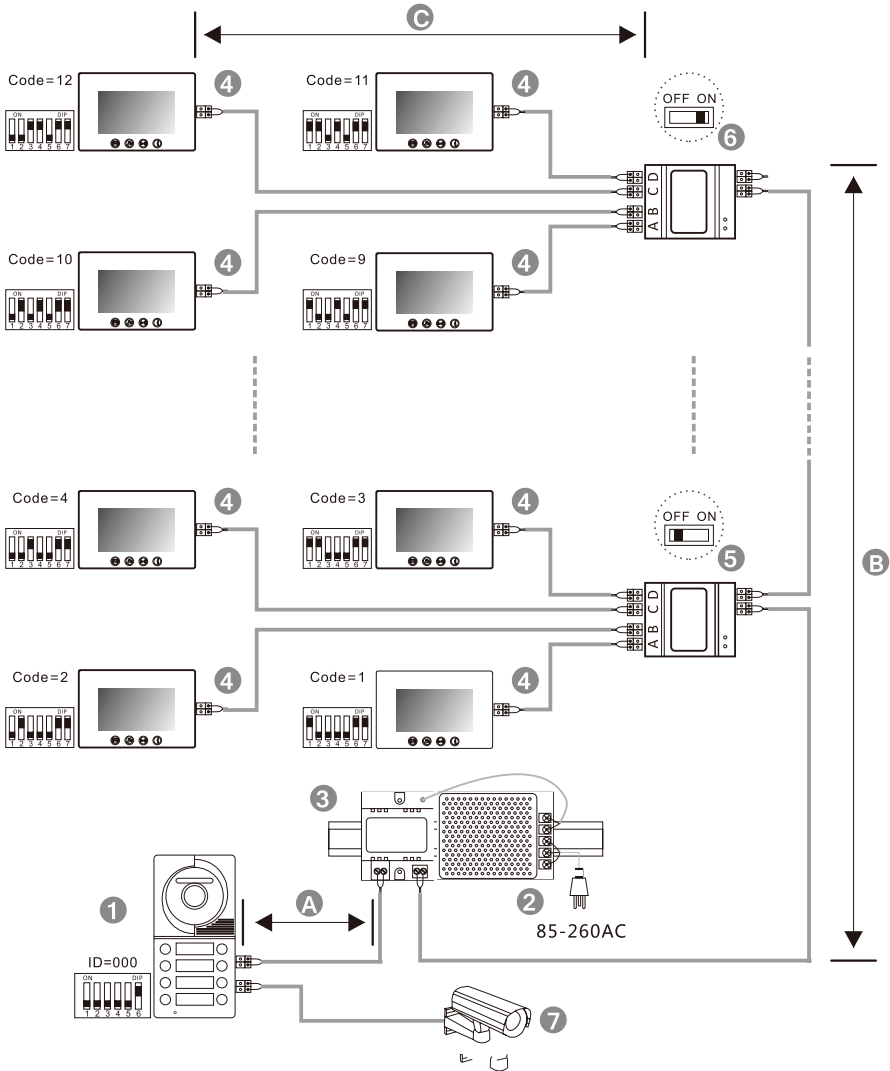 C
Code=12
4
Code=11
4
OFF ON
6
ON DIP
1 2 3 4 5 6 7
ON DIP
1 2 3 4 5 6 7
A B C D
Code=10
4
Code=9
4
ON DIP
1 2 3 4 5 6 7
ON DIP
1 2 3 4 5 6 7
Code=4
4
Code=3
4
OFF ON
5
B
ON DIP
1 2 3 4 5 6 7
ON DIP
1 2 3 4 5 6 7
A B C D
Code=2
4
Code=1
4
ON DIP
1 2 3 4 5 6 7
ON DIP
1 2 3 4 5 6 7
3
1
A
2
85-260AC
ID=000
ON DIP
1 2 3 4 5 6
7